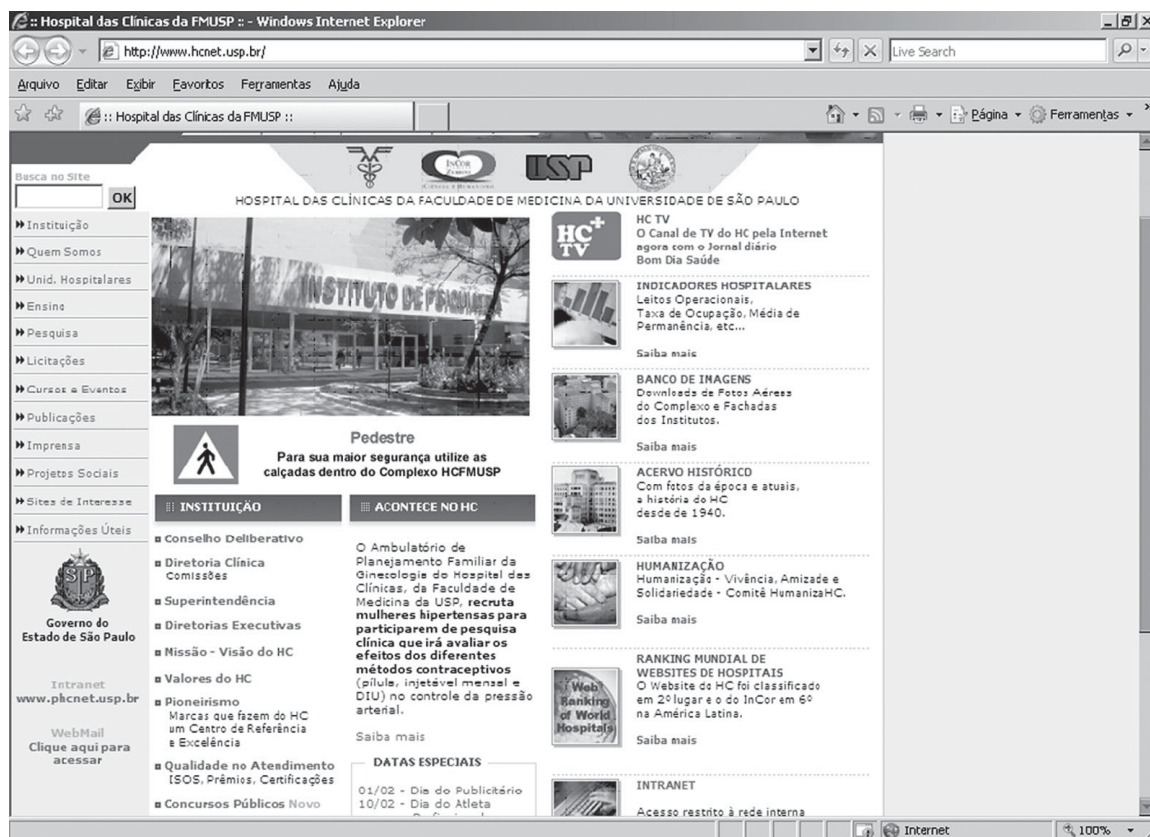 :: Hospital das Clínicas da FMUSP :: - Windows Internet Explorer
http://www.hcnet.usp.br/
Live Search
Arquivo Editar Exibir Favoritos Ferramentas Ajuda
:: Hospital das Clínicas da FMUSP ::
Página
Ferramentas
Busca no Site
OK
Instituição
Quem Somos
Unid. Hospitalares
Ensino
Pesquisa
Licitações
Cursos e Eventos
Publicações
Imprensa
Projetos Sociais
Sites de Interesse
Informações Úteis
SP
Governo do
Estado de São Paulo
Intranet
www.phcnet.usp.br
WebMail
Clique aqui para
acessar
INCOR
USP
HOSPITAL DAS CLÍNICAS DA FACULDADE DE MEDICINA DA UNIVERSIDADE DE SÃO PAULO
INSTITUTO DE PSIQUIATRIA
Pedestre
Para sua maior segurança utilize as
calçadas dentro do Complexo HCFMUSP
INSTITUIÇÃO
Conselho Deliberativo
Diretoria Clínica
Comissões
Superintendência
Diretorias Executivas
Missão - Visão do HC
Valores do HC
Pioneirismo
Marcas que fazem do HC
um Centro de Referência
e Excelência
Qualidade no Atendimento
ISOS, Prêmios, Certificações
Concursos Públicos Novo
ACONTECE NO HC
O Ambulatório de
Planejamento Familiar da
Ginecologia do Hospital das
Clínicas, da Faculdade de
Medicina da USP, recruta
mulheres hipertensas para
participarem de pesquisa
clínica que irá avaliar os
efeitos dos diferentes
métodos contraceptivos
(pílula, injetável mensal e
DIU) no controle da pressão
arterial.
Saiba mais
DATAS ESPECIAIS
01/02 - Dia do Publicitário
10/02 - Dia do Atleta
HC+
TV
HC TV
O Canal de TV do HC pela Internet
agora com o Jornal diário
Bom Dia Saúde
INDICADORES HOSPITALARES
Leitos Operacionais,
Taxa de Ocupação, Média de
Permanência, etc...
Saiba mais
BANCO DE IMAGENS
Downloads de Fotos Aéreas
do Complexo e Fachadas
dos Institutos.
Saiba mais
ACERVO HISTÓRICO
Com fotos da época e atuais,
a história do HC
desde de 1940.
Saiba mais
HUMANIZAÇÃO
Humanização - Vivência, Amizade e
Solidariedade - Comitê HumanizaHC.
Saiba mais
Web
Ranking
of World
Hospitals
RANKING MUNDIAL DE
WEBSITES DE HOSPITAIS
O Website do HC foi classificado
em 2º lugar e o do InCor em 6º
na América Latina.
Saiba mais
INTRANET
Acesso restrito à rede interna
Internet
100%